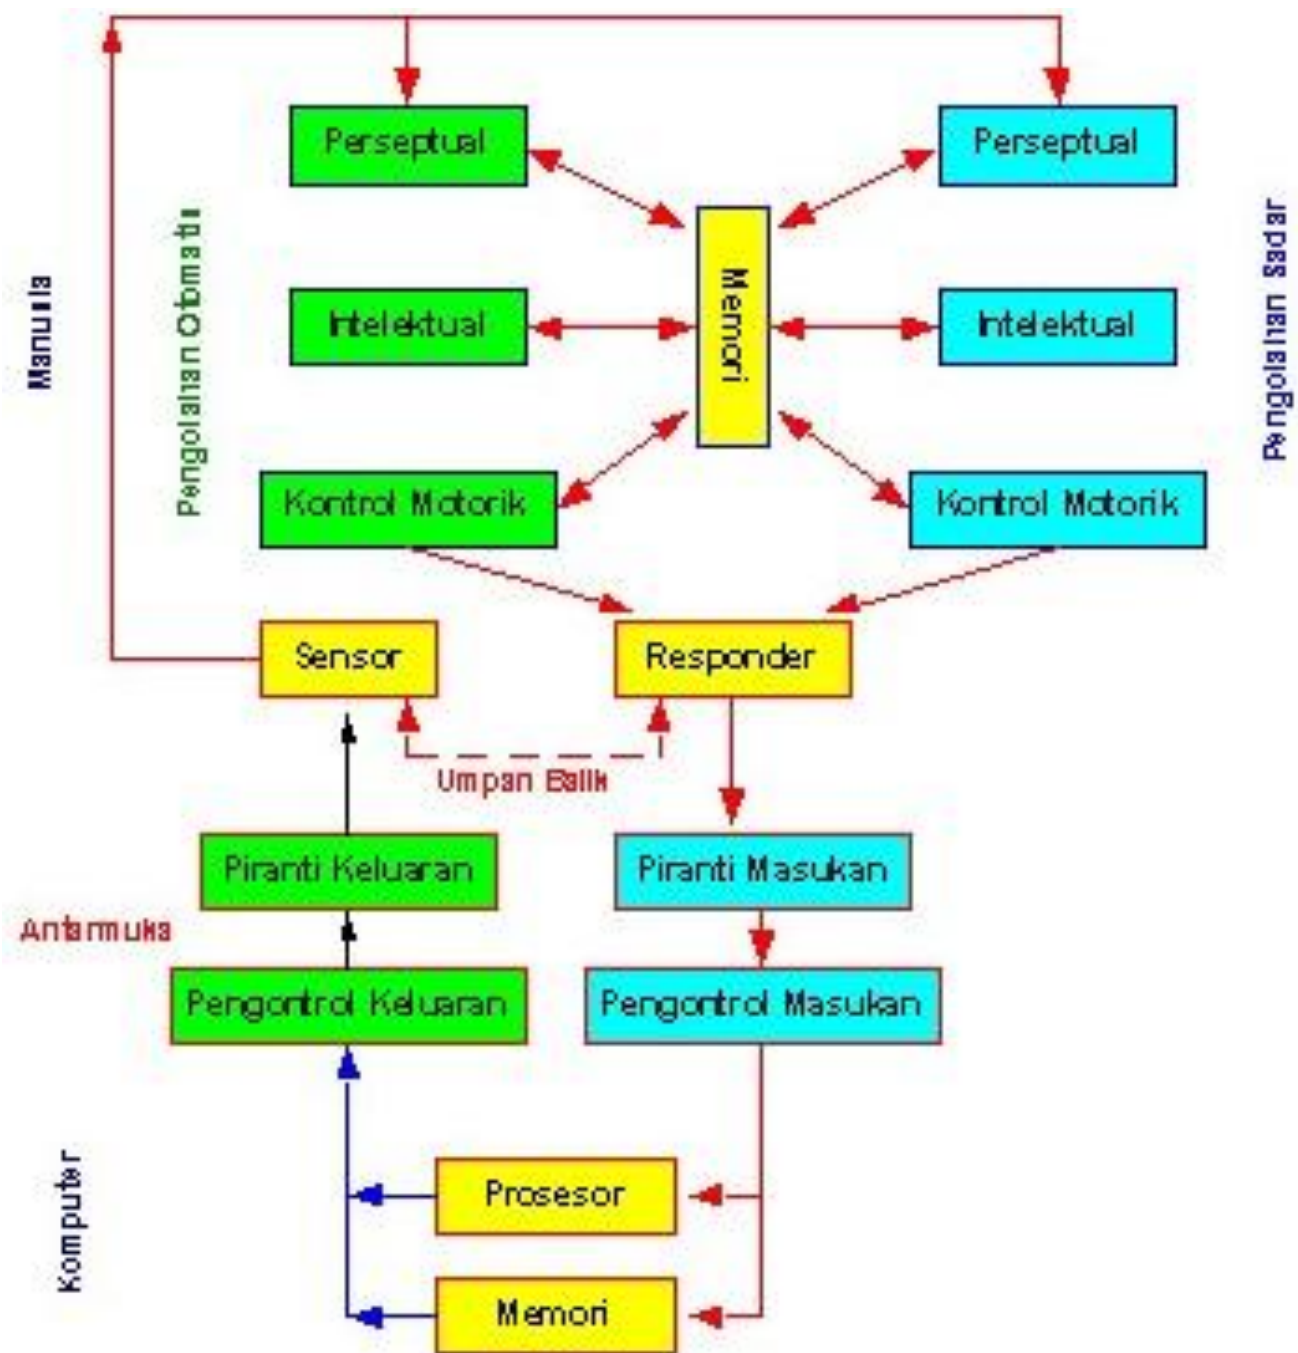 Perseptual
Perseptual
Manusia
Pengolahan Otomatis
Memori
Pengolahan Sadar
Intelektual
Intelektual
Kontrol Motorik
Kontrol Motorik
Sensor
Responder
Umpan Balik
Piranti Keluaran
Piranti Masukan
Antarmuka
Pengontrol Keluaran
Pengontrol Masukan
Komputer
Prosesor
Memori